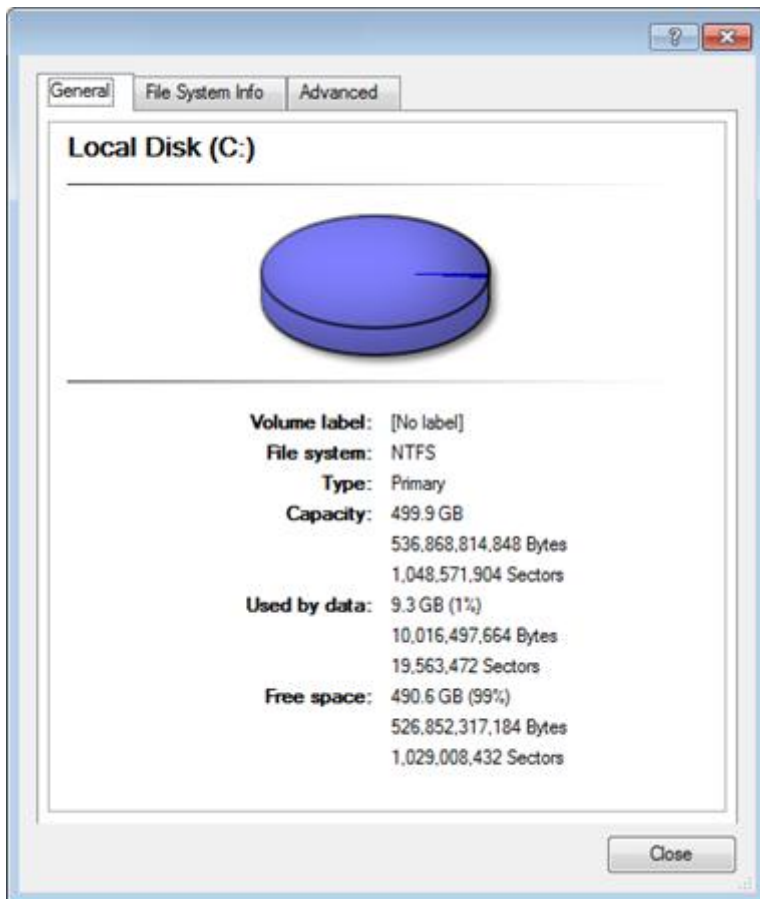 General File System Info Advanced
Local Disk (C:)
Volume label: [No label]
File system: NTFS
Type: Primary
Capacity: 499.9 GB
536,868,814,848 Bytes
1,048,571,904 Sectors
Used by data: 9.3 GB (1%)
10,016,497,664 Bytes
19,563,472 Sectors
Free space: 490.6 GB (99%)
526,852,317,184 Bytes
1,029,008,432 Sectors
Close